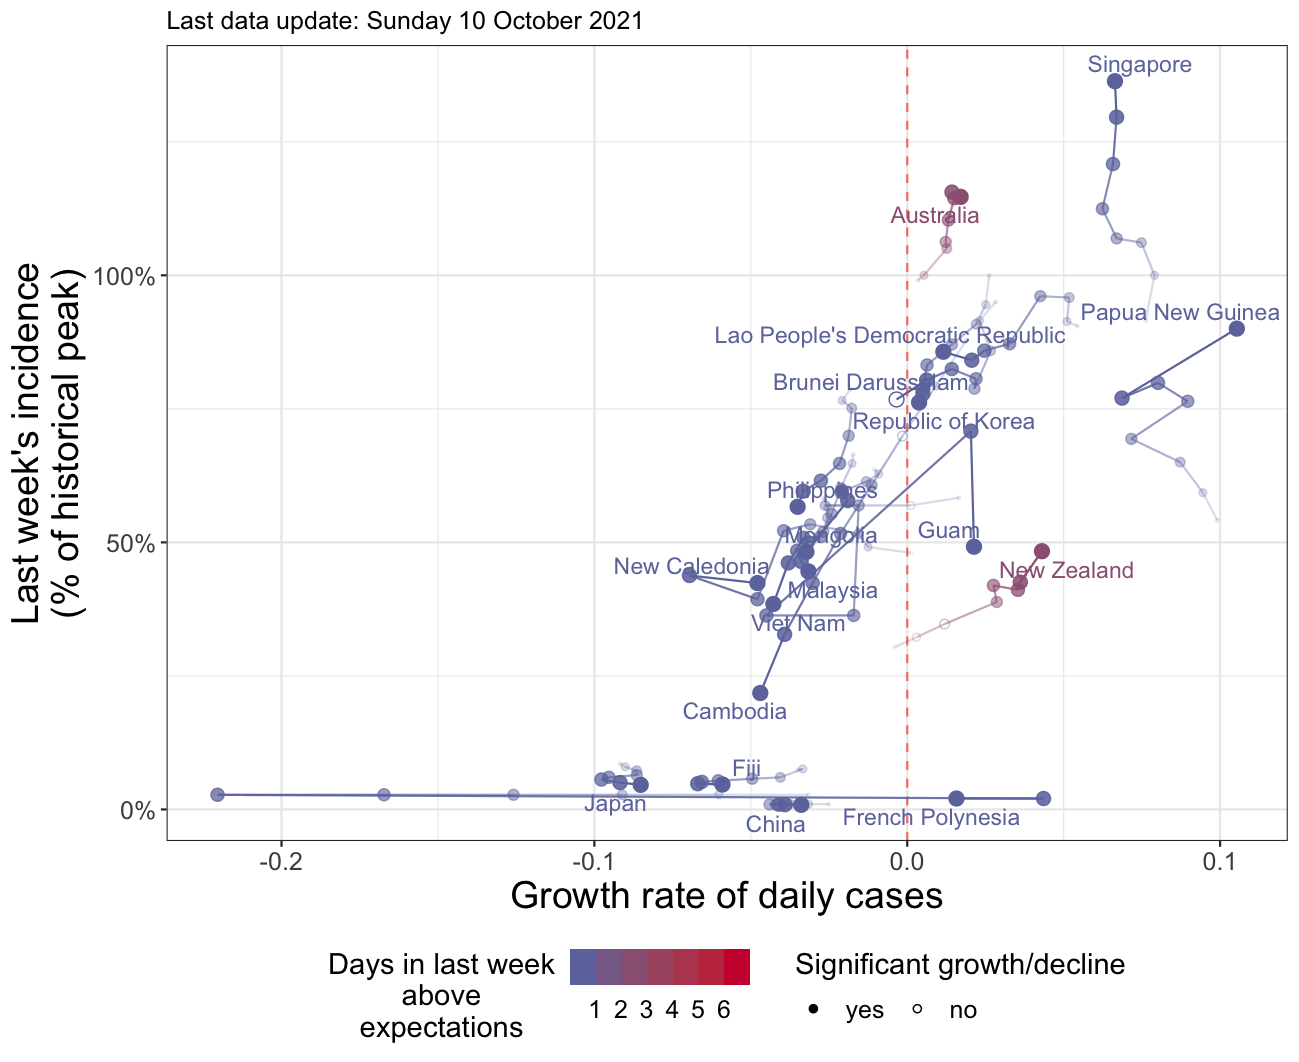 Last data update: Sunday 10 October 2021
Singapore
Australia
100%
Papua New Guinea
Lao People's Democratic Republic
Brunei Darussalam
Republic of Korea
Philippines
Guam
Mongolia
50%
New Caledonia
New Zealand
Malaysia
Viet Nam
Cambodia
Fiji
Japan
0%
French Polynesia
China
Last week's incidence
(% of historical peak)
-0.2
-0.1
0.0
0.1
Growth rate of daily cases
Days in last week
above
expectations
1 2 3 4 5 6
Significant growth/decline
yes no